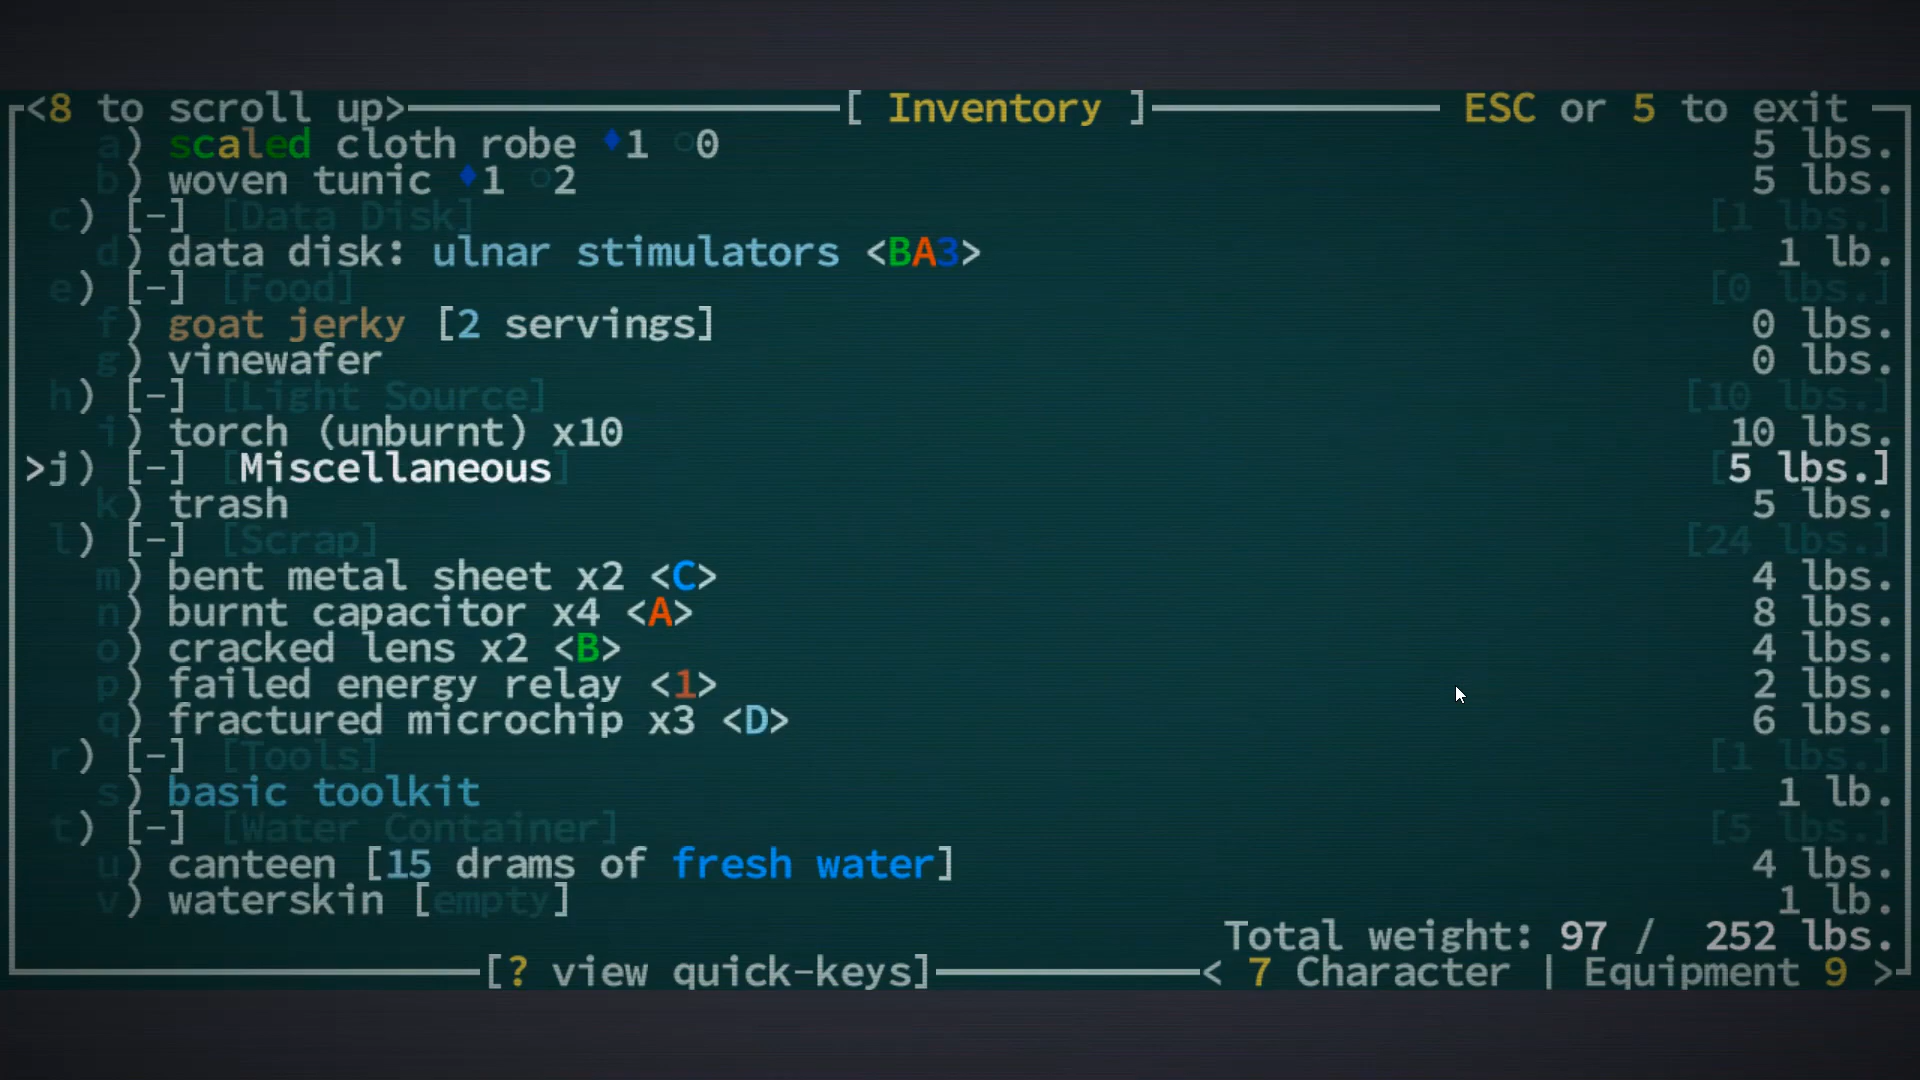 <8 to scroll up> [ Inventory ] ESC or 5 to exit
a) scaled cloth robe ♦1 ○0 5 lbs.
b) woven tunic ♦1 ○2 5 lbs.
c) [-] [Data Disk] [1 lbs.]
d) data disk: ulnar stimulators <BA3> 1 lb.
e) [-] [Food] [0 lbs.]
f) goat jerky [2 servings] 0 lbs.
g) vinewafer 0 lbs.
h) [-] [Light Source] [10 lbs.]
i) torch (unburnt) x10 10 lbs.
>j) [-] [Miscellaneous] [5 lbs.]
k) trash 5 lbs.
l) [-] [Scrap] [24 lbs.]
m) bent metal sheet x2 <C> 4 lbs.
n) burnt capacitor x4 <A> 8 lbs.
o) cracked lens x2 <B> 4 lbs.
p) failed energy relay <1> 2 lbs.
q) fractured microchip x3 <D> 6 lbs.
r) [-] [Tools] [1 lbs.]
s) basic toolkit 1 lb.
t) [-] [Water Container] [5 lbs.]
u) canteen [15 drams of fresh water] 4 lbs.
v) waterskin [empty] 1 lb.
Total weight: 97 / 252 lbs.
[? view quick-keys] < 7 Character | Equipment 9 >